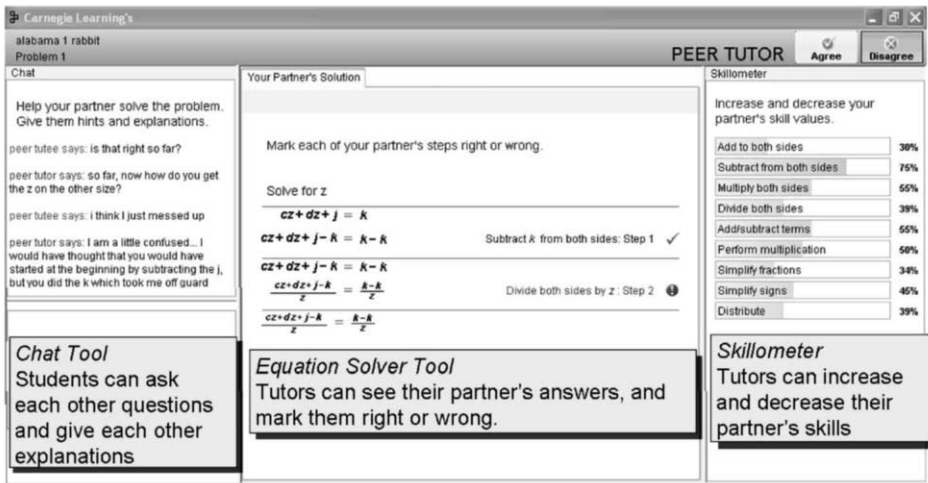 Carnegie Learning's
alabama 1 rabbit
Problem 1
PEER TUTOR
Agree
Disagree
Chat
Help your partner solve the problem.
Give them hints and explanations.
peer tutee says: is that right so far?
peer tutor says: so far, now how do you get
the z on the other size?
peer tutee says: i think I just messed up
peer tutor says: I am a little confused... I
would have thought that you would have
started at the beginning by subtracting the j,
but you did the k which took me off guard
Chat Tool
Students can ask
each other questions
and give each other
explanations
Your Partner's Solution
Mark each of your partner's steps right or wrong.
Solve for z
cz+ dz+ j = k
cz+ dz+ j- k = k- k
Subtract k from both sides: Step 1
cz+ dz+ j- k = k- k
cz+dz+ j-k / z = k-k / z
Divide both sides by z : Step 2
cz+dz+ j-k / z = k-k / z
Equation Solver Tool
Tutors can see their partner's answers, and
mark them right or wrong.
Skillometer
Increase and decrease your
partner's skill values.
Add to both sides 30%
Subtract from both sides 75%
Multiply both sides 55%
Divide both sides 39%
Add/subtract terms 55%
Perform multiplication 50%
Simplify fractions 34%
Simplify signs 45%
Distribute 39%
Skillometer
Tutors can increase
and decrease their
partner's skills